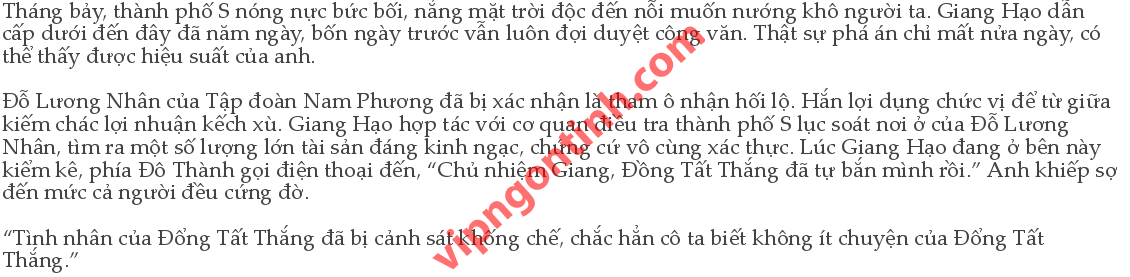 Tháng bảy, thành phố S nóng nực bức bối, nắng mặt trời độc đến nỗi muốn nướng khô người ta. Giang Hạo dẫn
cấp dưới đến đây đã năm ngày, bốn ngày trước vẫn luôn đợi duyệt công văn. Thật sự phá án chỉ mất nửa ngày, có
thể thấy được hiệu suất của anh.
Đỗ Lương Nhân của Tập đoàn Nam Phương đã bị xác nhận là tham ô nhận hối lộ. Hắn lợi dụng chức vị để từ giữa
kiếm chác lợi nhuận kếch xù. Giang Hạo hợp tác với cơ quan điều tra thành phố S lục soát nơi ở của Đỗ Lương
Nhân, tìm ra một số lượng lớn tài sản đáng kinh ngạc, chứng cứ vô cùng xác thực. Lúc Giang Hạo đang ở bên này
kiểm kê, phía Đô Thành gọi điện thoại đến, “Chủ nhiệm Giang, Đồng Tất Thắng đã tự bắn mình rồi.” Anh khiếp sợ
đến mức cả người đều cứng đờ.
“Tình nhân của Đổng Tất Thắng đã bị cảnh sát khống chế, chắc hẳn cô ta biết không ít chuyện của Đổng Tất
Thắng.”
vipngontinh.com